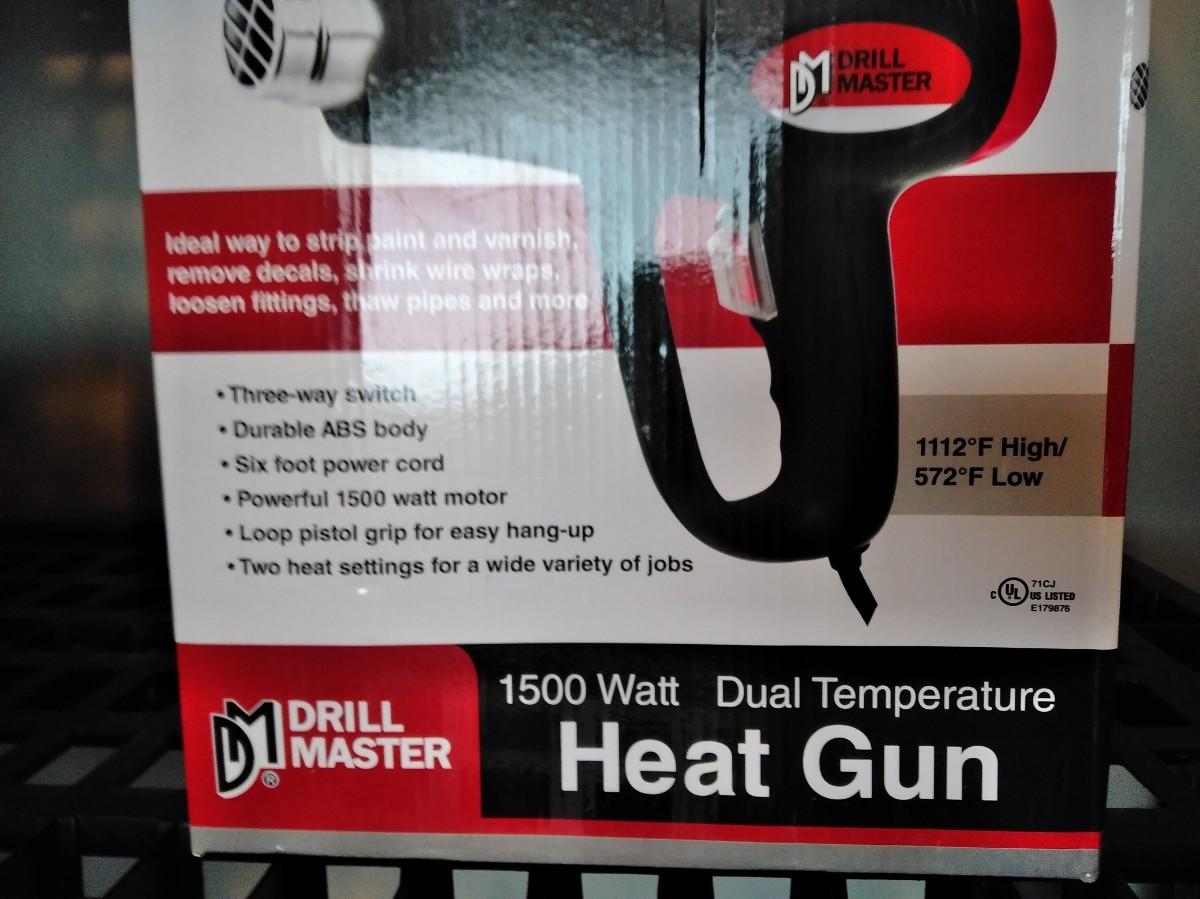 DM DRILL
MASTER
Ideal way to strip paint and varnish,
remove decals, shrink wire wraps,
loosen fittings, thaw pipes and more
• Three-way switch
• Durable ABS body
• Six foot power cord
• Powerful 1500 watt motor
• Loop pistol grip for easy hang-up
• Two heat settings for a wide variety of jobs
1112°F High/
572°F Low
71CJ
C UL US LISTED
E179876
DM® DRILL
MASTER
1500 Watt Dual Temperature
Heat Gun